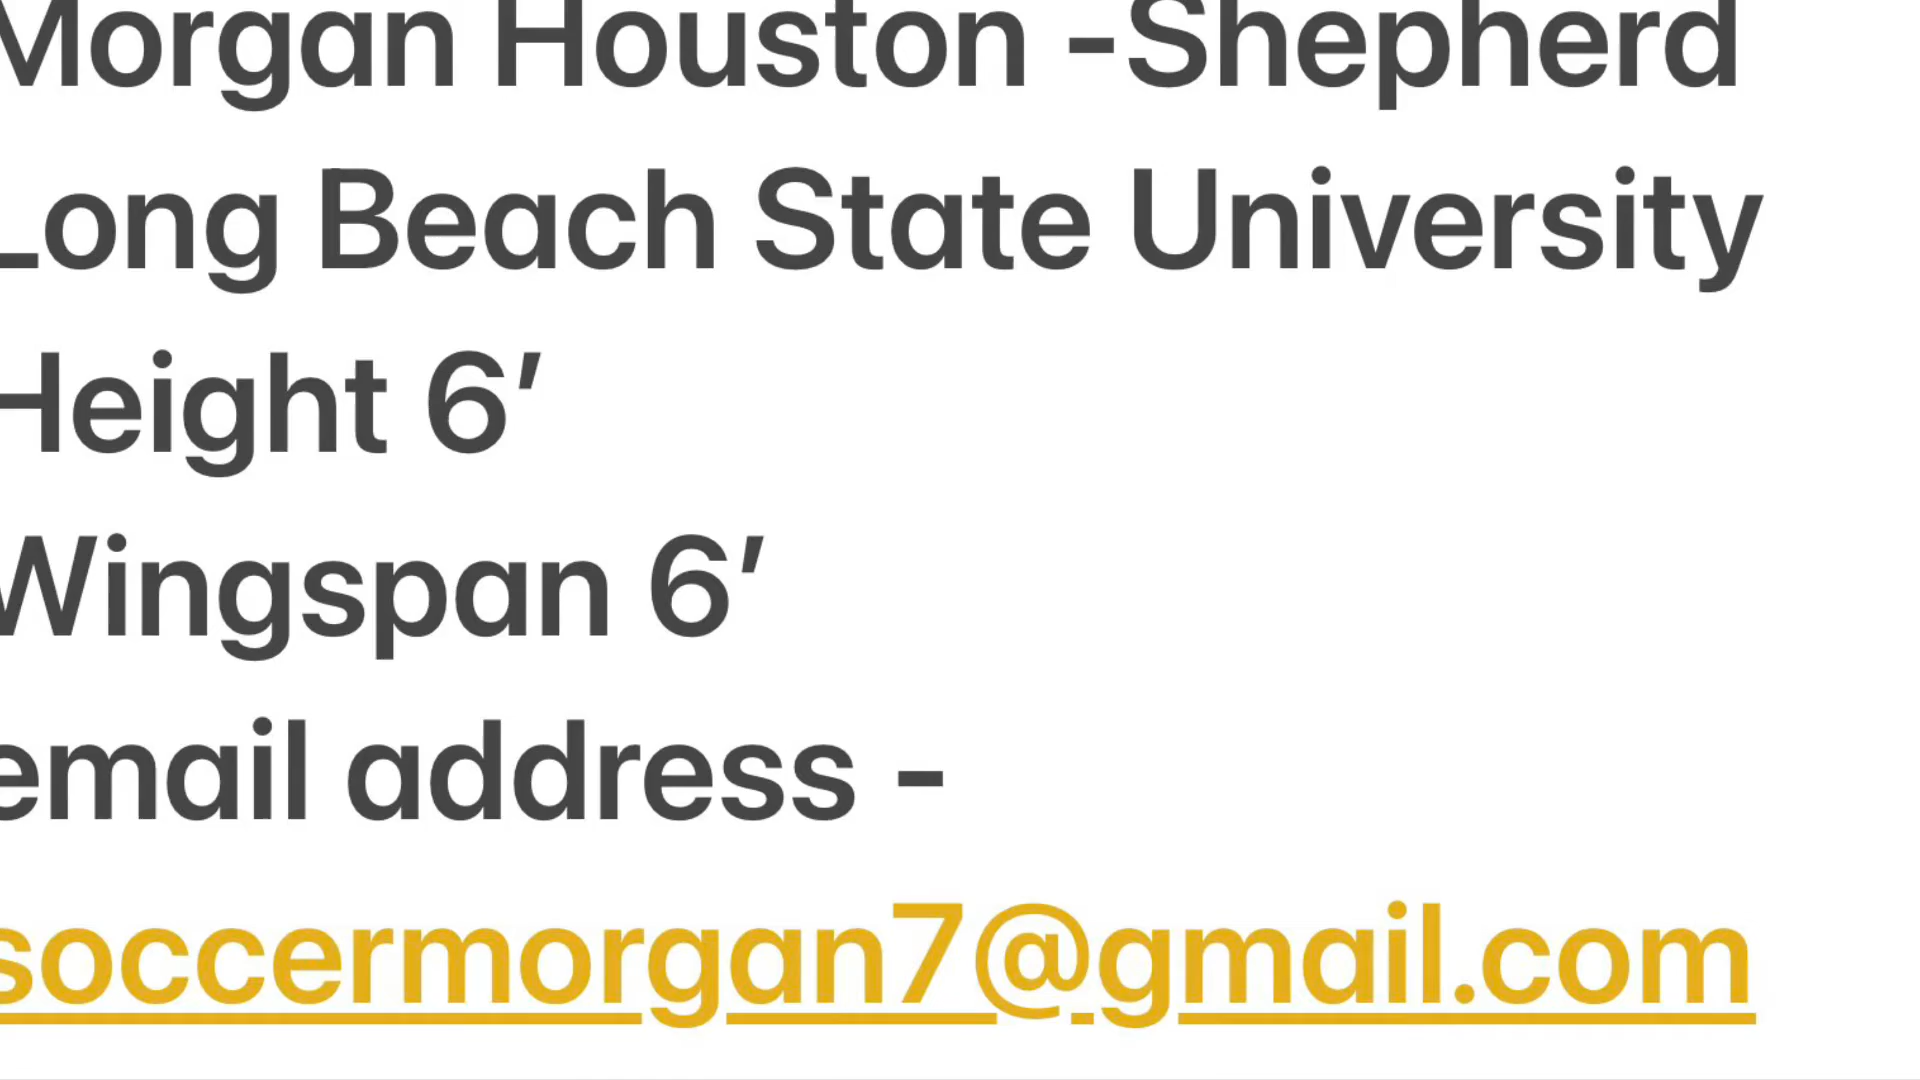 Morgan Houston -Shepherd
Long Beach State University
Height 6’
Wingspan 6’
email address -
soccermorgan7@gmail.com